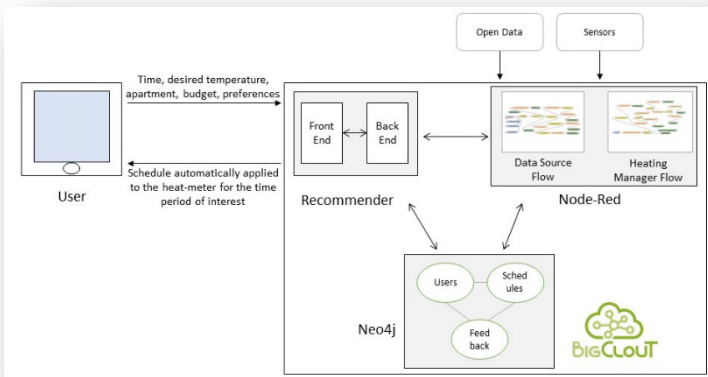 Open Data
Sensors
Time, desired temperature,
apartment, budget, preferences
Schedule automatically applied
to the heat-meter for the time
period of interest
User
Front
End
Back
End
Recommender
Data Source
Flow
Heating
Manager Flow
Node-Red
Users
Sched
ules
Feed
back
Neo4j
BIGCLOUT